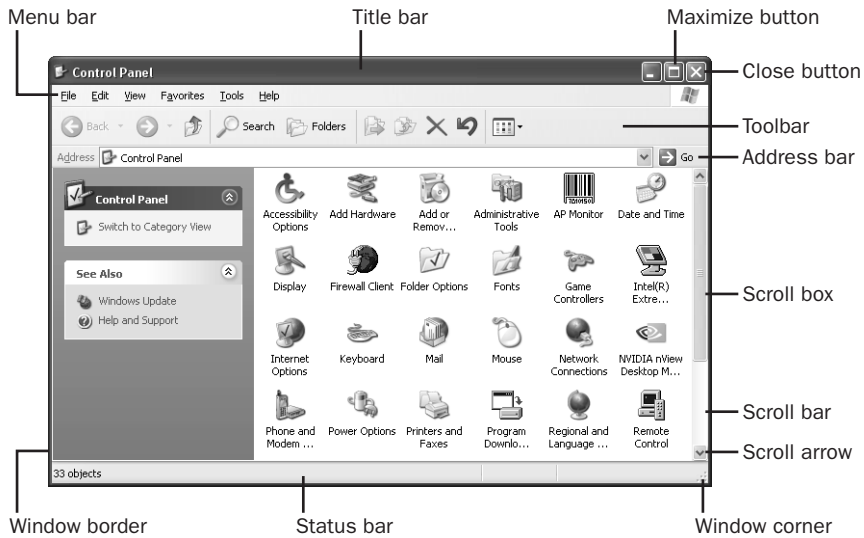 Menu bar Title bar Maximize button
Control Panel Close button
File Edit View Favorites Tools Help
Back Search Folders Toolbar
Address Control Panel Go Address bar
Control Panel
Switch to Category View
See Also
Windows Update
Help and Support
Accessibility Options
Add Hardware
Add or Remov...
Administrative Tools
AP Monitor
Date and Time
Display
Firewall Client
Folder Options
Fonts
Game Controllers
Intel(R) Extre...
Scroll box
Internet Options
Keyboard
Mail
Mouse
Network Connections
NVIDIA nView Desktop M...
Phone and Modem ...
Power Options
Printers and Faxes
Program Downlo...
Regional and Language ...
Remote Control
Scroll bar
Scroll arrow
33 objects
Window border Status bar Window corner